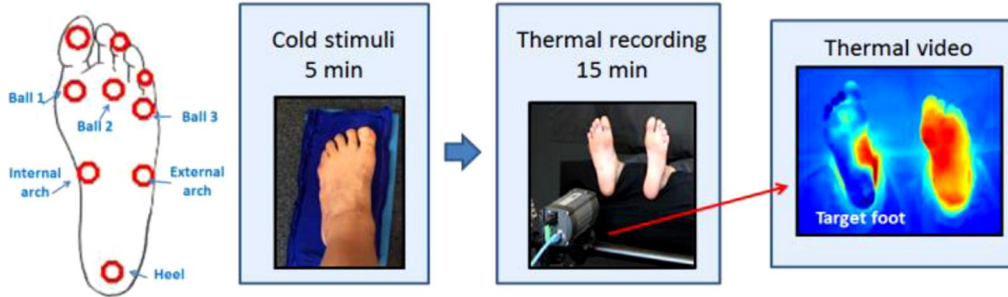 Ball 1
Ball 2
Ball 3
Internal
arch
External
arch
Heel
Cold stimuli
5 min
Thermal recording
15 min
Thermal video
Target foot